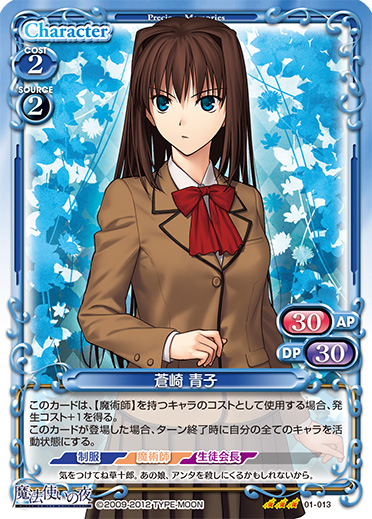 Precious Memories
Character
COST
2
SOURCE
2
30 AP
DP 30
蒼崎 青子
このカードは、【魔術師】を持つキャラのコストとして使用する場合、発
生コスト+1を得る。
このカードが登場した場合、ターン終了時に自分の全てのキャラを活
動状態にする。
制服 魔術師 生徒会長
気をつけてね草十郎。あの娘、アンタを殺しにくるかもしれないから。
魔法使いの夜
©2009-2012 TYPE-MOON
01-013